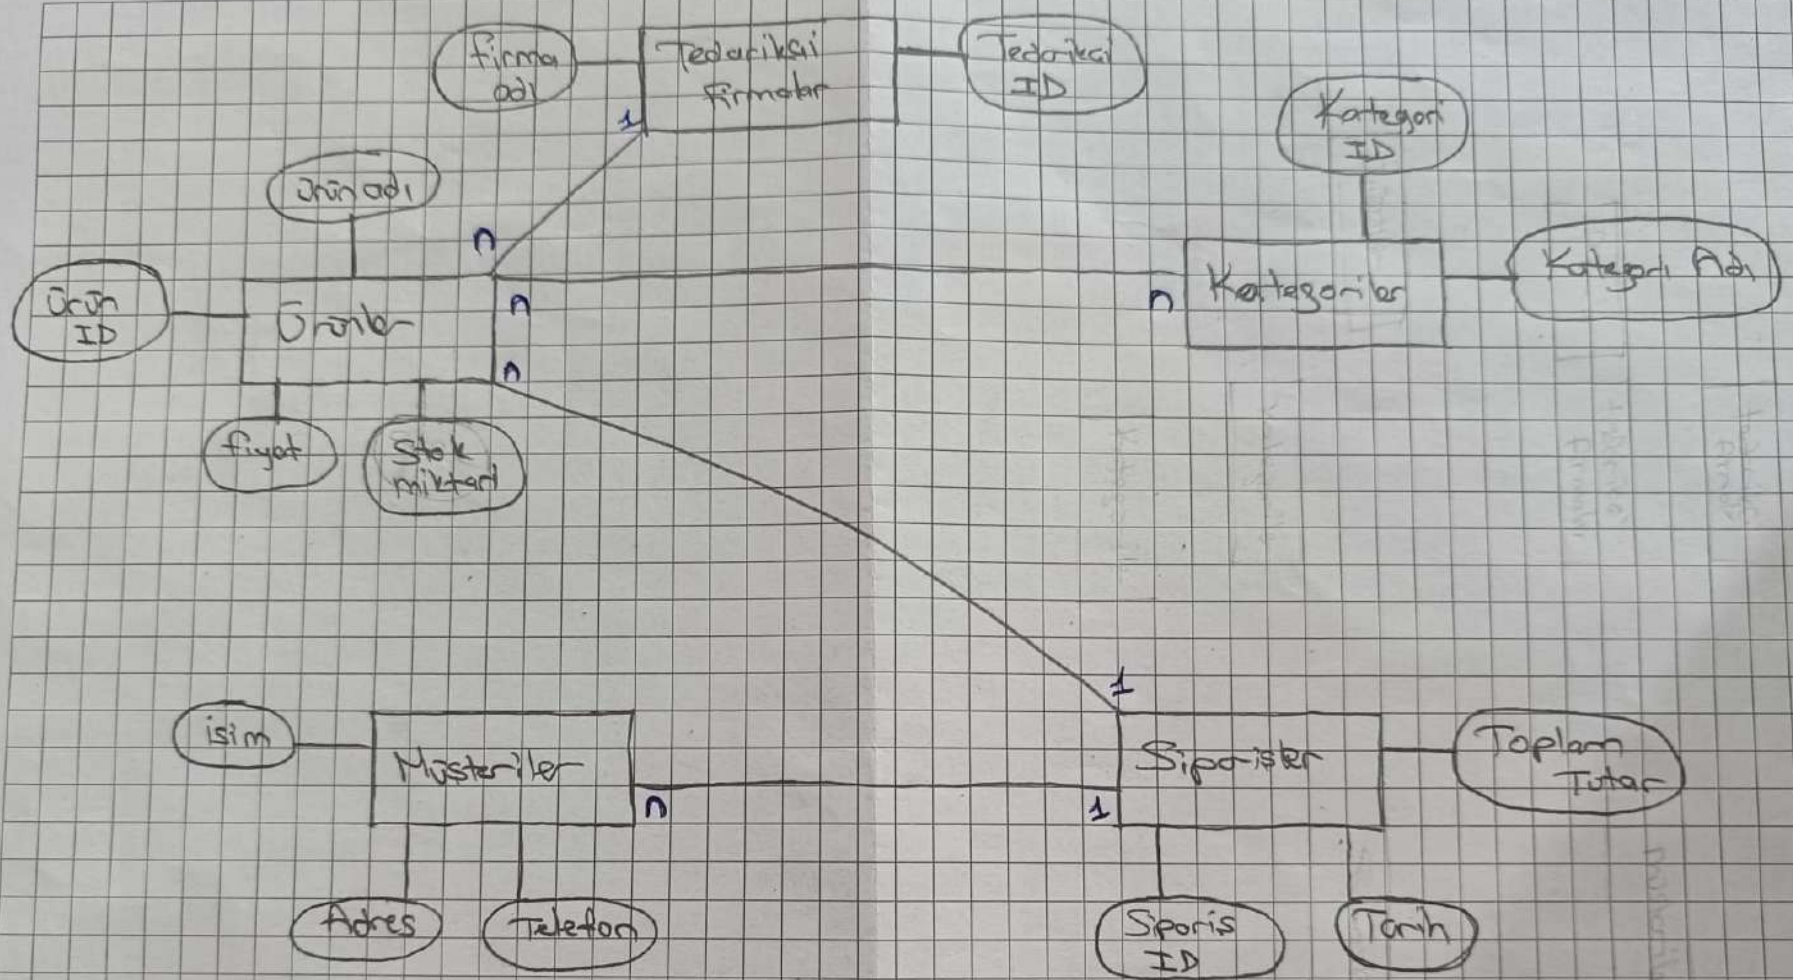 firma
adı
Tedarikçi
firmalar
Tedarikçi
ID
Kategori
ID
ürün adı
1
n
Ürün
ID
Ürünler
n
n
Kategoriler
Kategori Adı
n
fiyat
Stok
miktarı
1
isim
Müşteriler
n
1
Siparişler
Toplam
Tutar
Adres
Telefon
Sparis
ID
Tarih